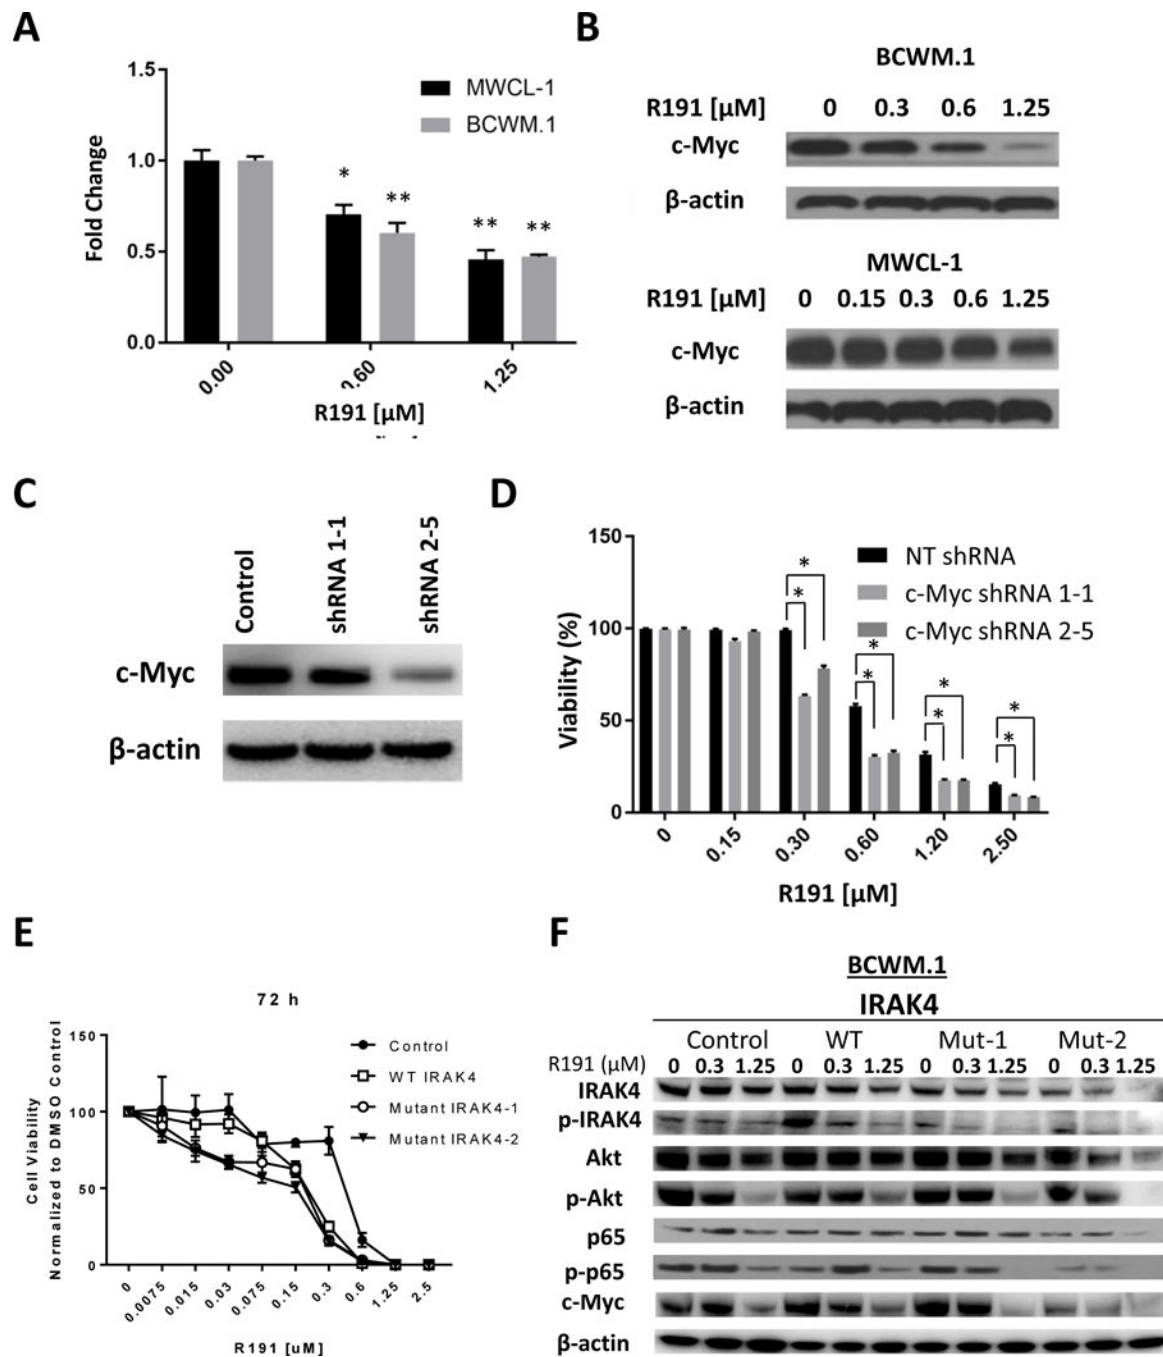 A
1.5
1.0
0.5
0.0
Fold Change
MWCL-1
BCWM.1
*
**
**
**
0.00
0.60
1.25
R191 [µM]
B
BCWM.1
R191 [µM] 0 0.3 0.6 1.25
c-Myc
β-actin
MWCL-1
R191 [µM] 0 0.15 0.3 0.6 1.25
c-Myc
β-actin
C
Control
shRNA 1-1
shRNA 2-5
c-Myc
β-actin
D
150
100
50
0
Viability (%)
NT shRNA
c-Myc shRNA 1-1
c-Myc shRNA 2-5
*
*
*
*
*
*
*
*
0
0.15
0.30
0.60
1.20
2.50
R191 [µM]
E
72 h
Cell Viability
Normalized to DMSO Control
150
100
50
0
Control
WT IRAK4
Mutant IRAK4-1
Mutant IRAK4-2
0
0.0075
0.015
0.03
0.075
0.15
0.3
0.6
1.25
2.5
R191 [uM]
F
BCWM.1
IRAK4
Control WT Mut-1 Mut-2
R191 (µM) 0 0.3 1.25 0 0.3 1.25 0 0.3 1.25 0 0.3 1.25
IRAK4
p-IRAK4
Akt
p-Akt
p65
p-p65
c-Myc
β-actin